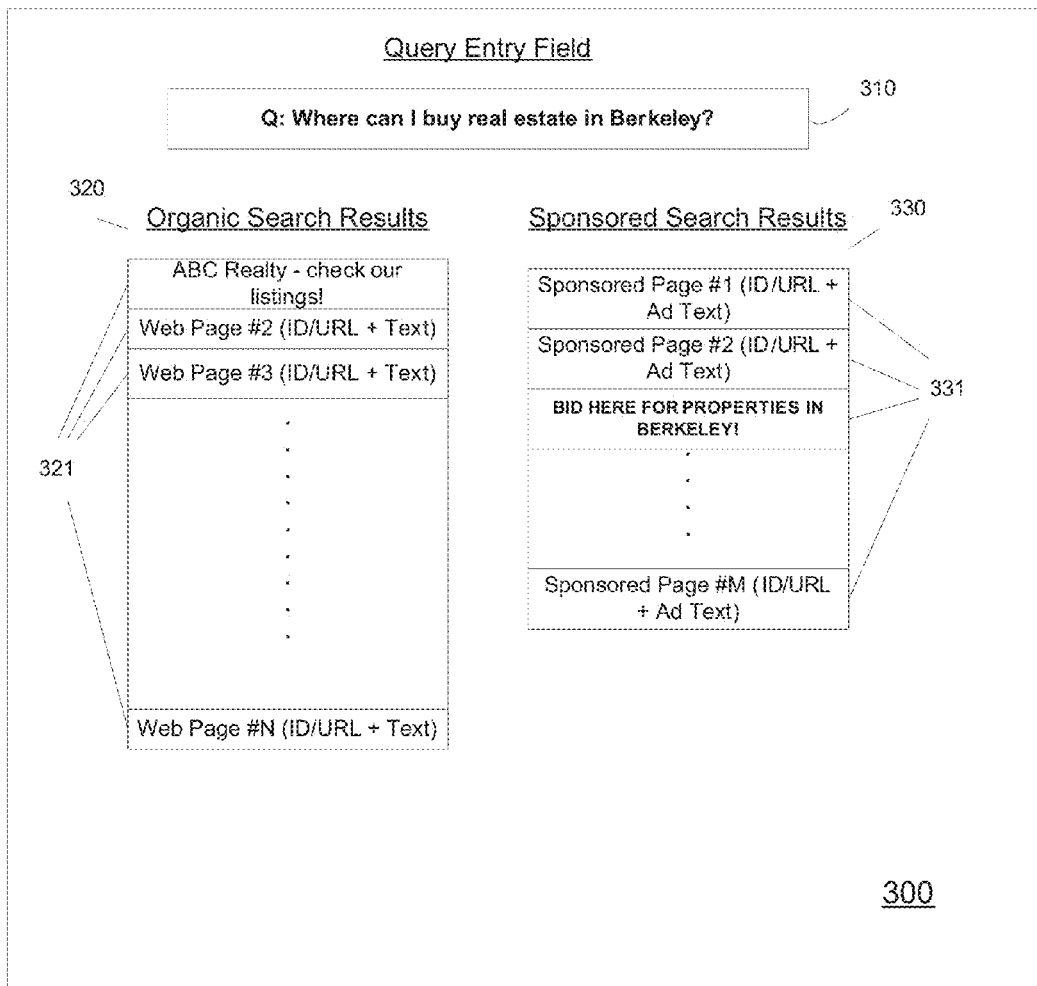 Query Entry Field
310
Q: Where can I buy real estate in Berkeley?
320
Organic Search Results
ABC Realty - check our
listings!
Web Page #2 (ID/URL + Text)
Web Page #3 (ID/URL + Text)
321
Web Page #N (ID/URL + Text)
330
Sponsored Search Results
Sponsored Page #1 (ID/URL +
Ad Text)
Sponsored Page #2 (ID/URL +
Ad Text)
BID HERE FOR PROPERTIES IN
BERKELEY!
331
Sponsored Page #M (ID/URL
+ Ad Text)
300